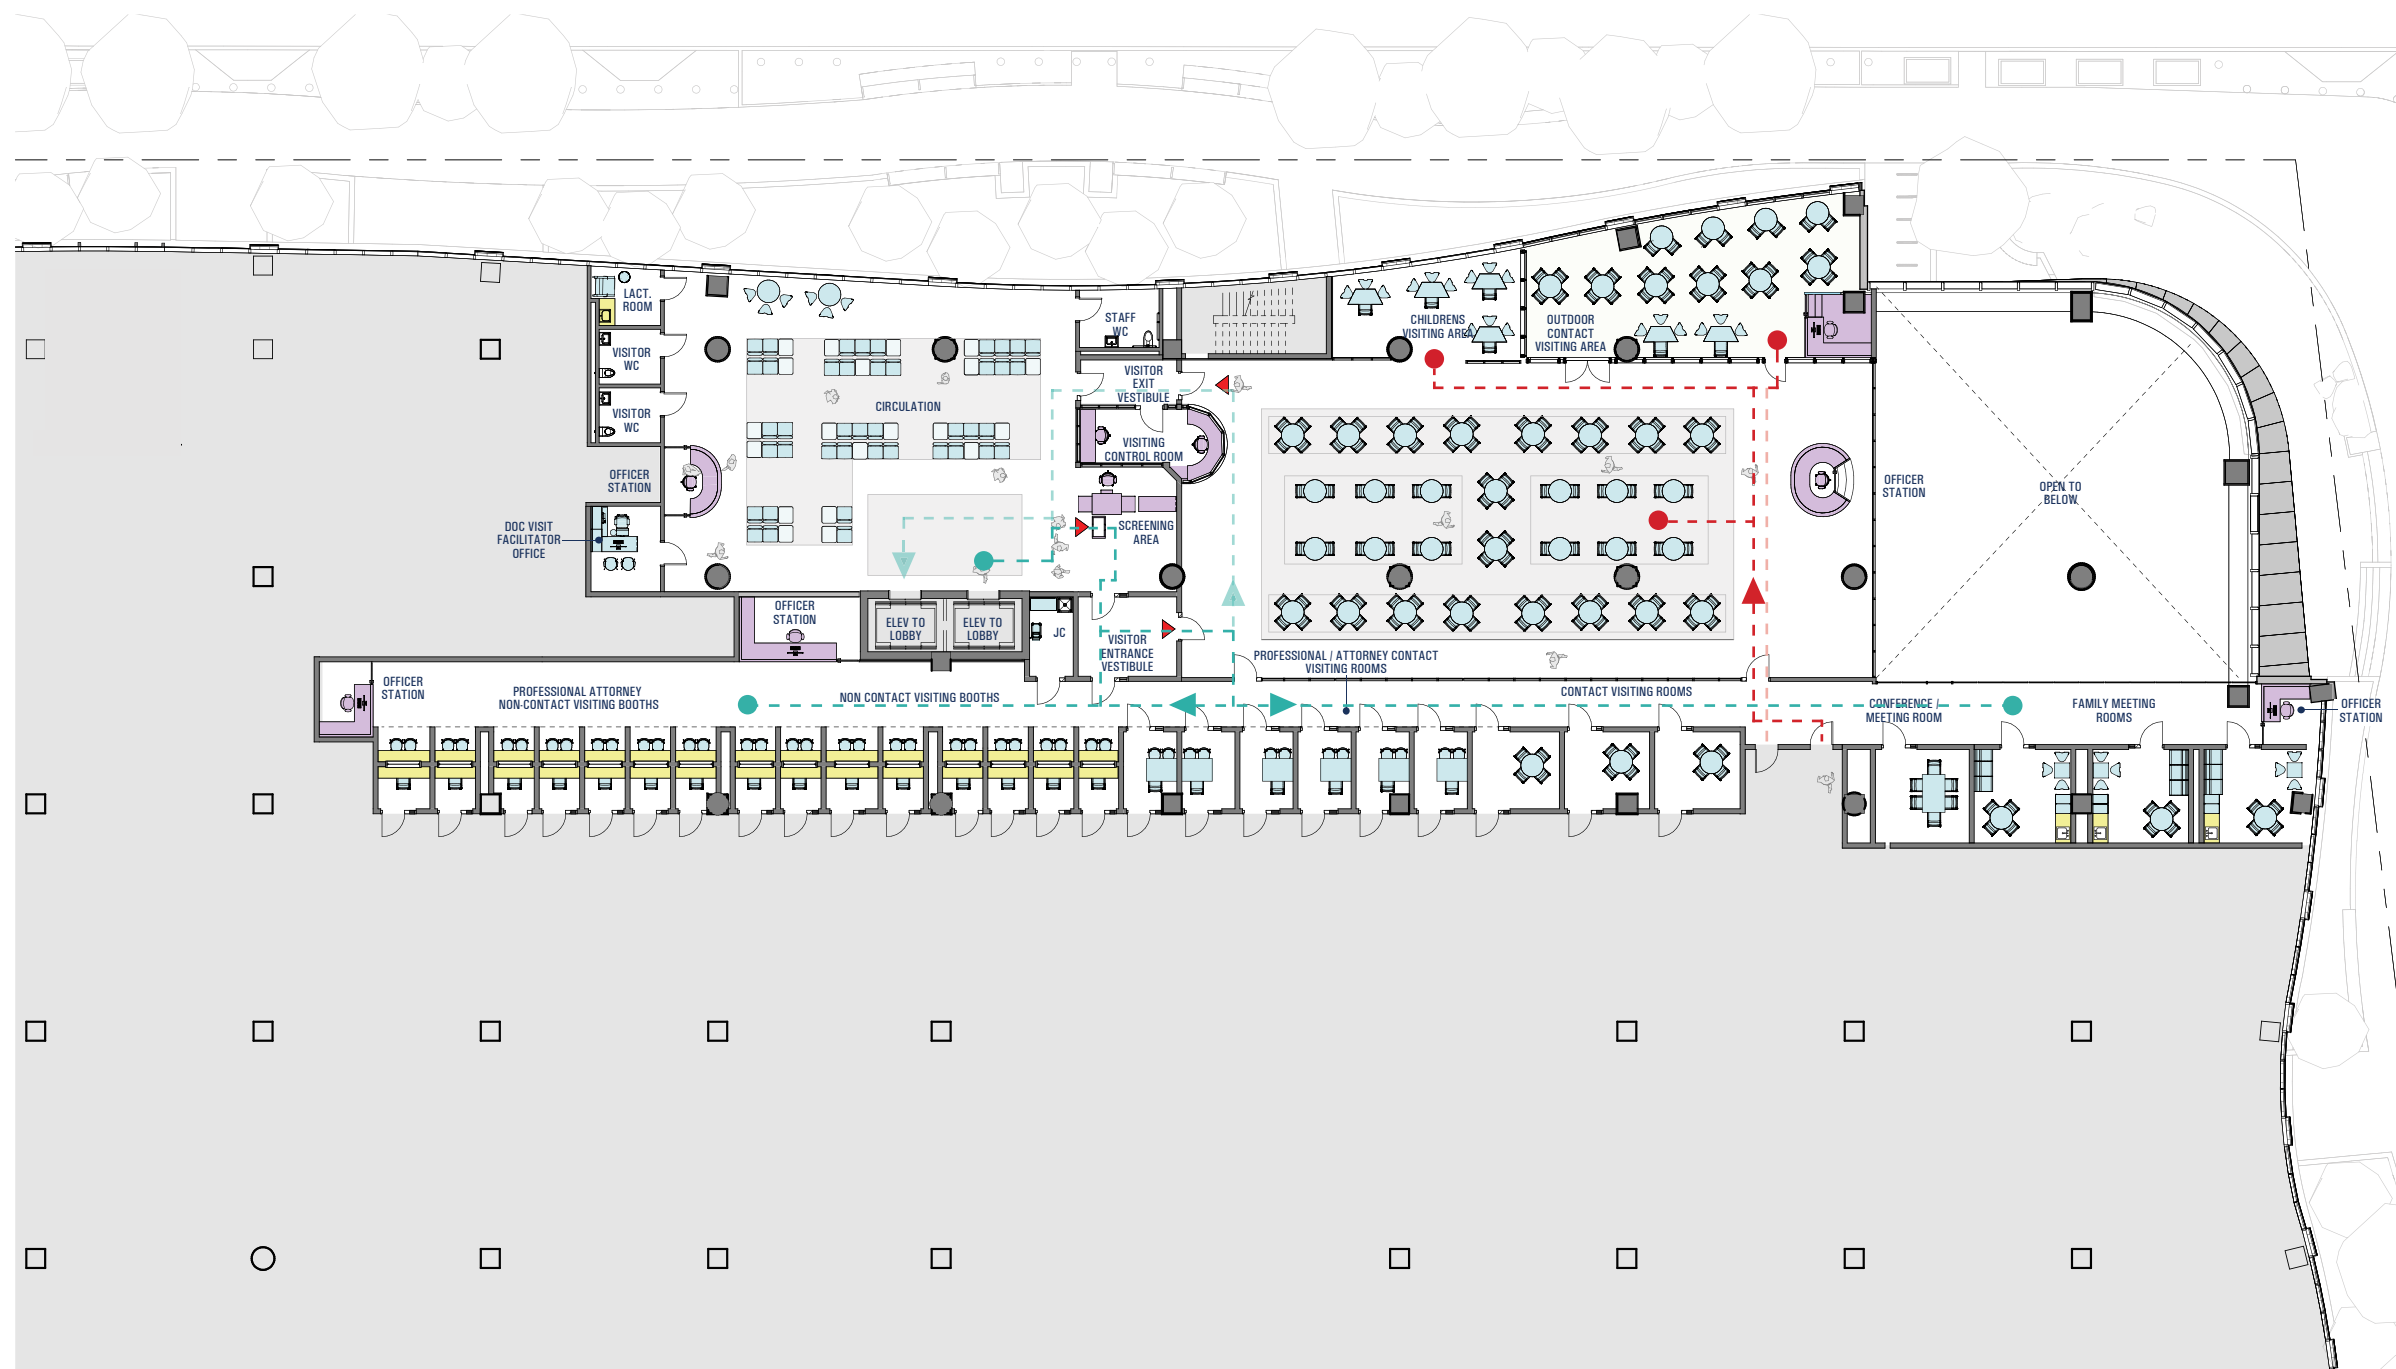 LACT.
ROOM
VISITOR
WC
VISITOR
WC
OFFICER
STATION
DOC VISIT
FACILITATOR
OFFICE
CIRCULATION
STAFF
WC
VISITOR
EXIT
VESTIBULE
VISITING
CONTROL ROOM
SCREENING
AREA
CHILDRENS
VISITING AREA
OUTDOOR
CONTACT
VISITING AREA
OFFICER
STATION
OPEN TO
BELOW
OFFICER
STATION
ELEV TO
LOBBY
ELEV TO
LOBBY
JC
VISITOR
ENTRANCE
VESTIBULE
OFFICER
STATION
PROFESSIONAL ATTORNEY
NON-CONTACT VISITING BOOTHS
NON CONTACT VISITING BOOTHS
PROFESSIONAL / ATTORNEY CONTACT
VISITING ROOMS
CONTACT VISITING ROOMS
CONFERENCE /
MEETING ROOM
FAMILY MEETING
ROOMS
OFFICER
STATION